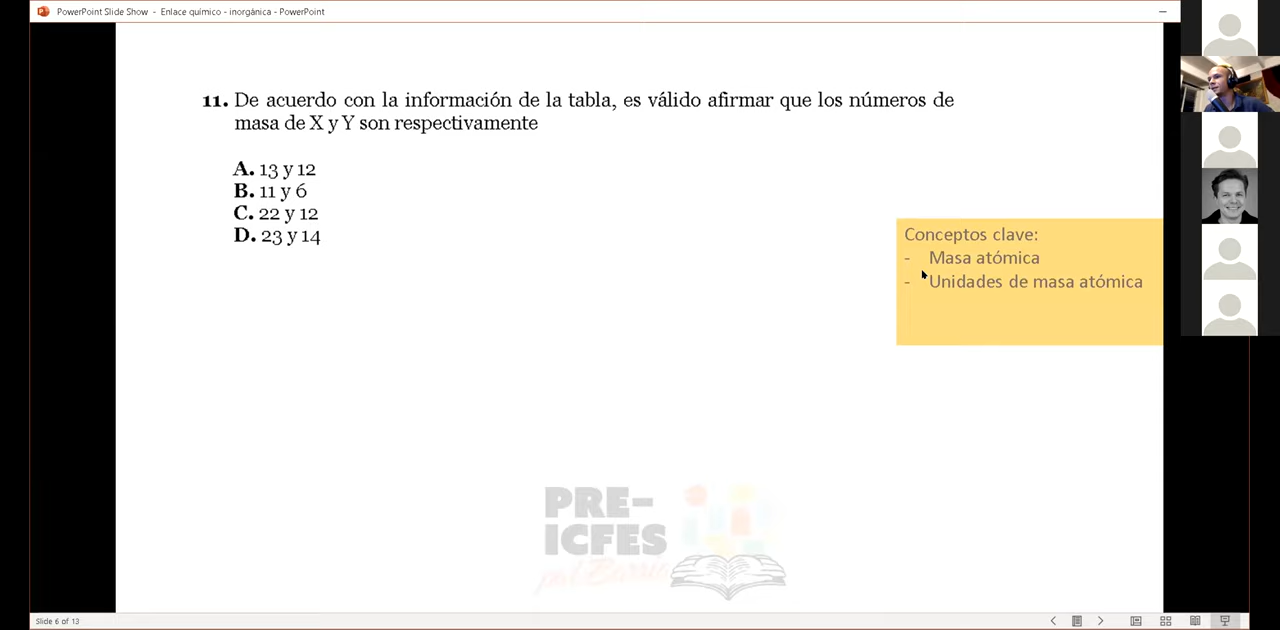 PowerPoint Slide Show - Enlace químico - inorgánica - PowerPoint
11. De acuerdo con la información de la tabla, es válido afirmar que los números de
masa de X y Y son respectivamente
A. 13 y 12
B. 11 y 6
C. 22 y 12
D. 23 y 14
Conceptos clave:
- Masa atómica
- Unidades de masa atómica
PRE-
ICFES
pa'l Barrio
Slide 6 of 13